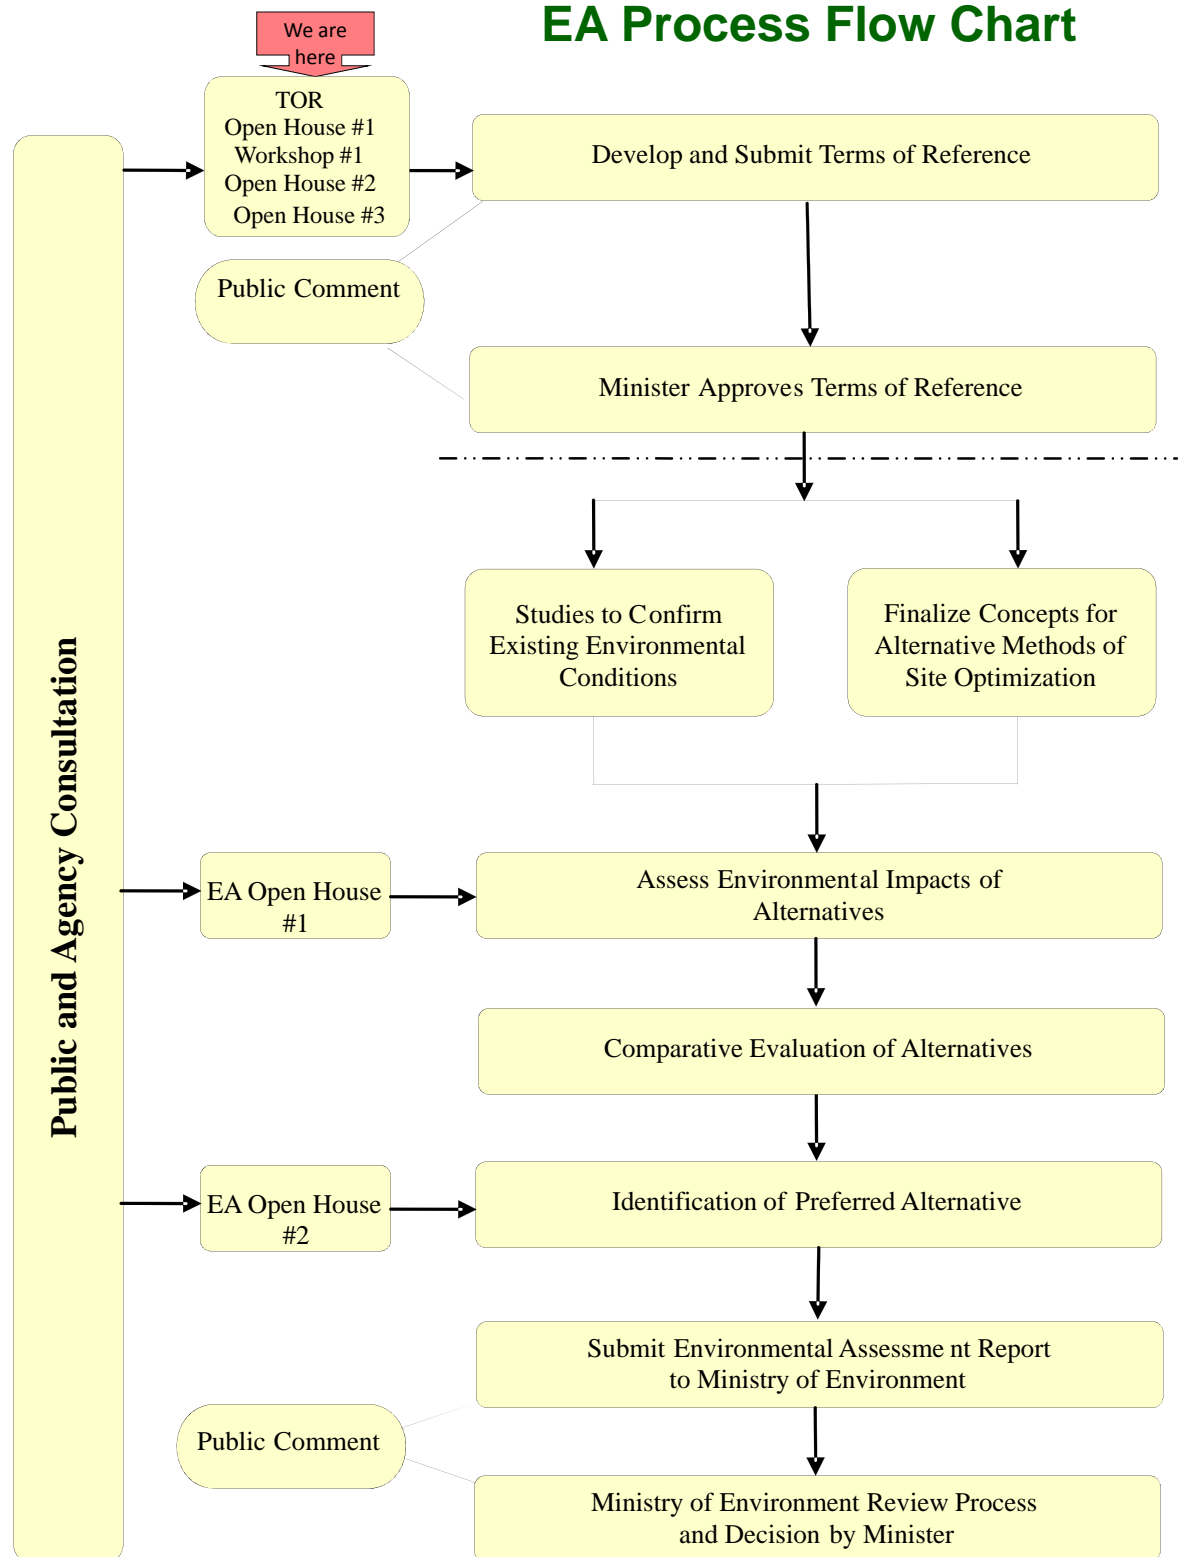 EA Process Flow Chart
We are
here
TOR
Open House #1
Workshop #1
Open House #2
Open House #3
Develop and Submit Terms of Reference
Public Comment
Minister Approves Terms of Reference
Studies to Confirm
Existing Environmental
Conditions
Finalize Concepts for
Alternative Methods of
Site Optimization
Public and Agency Consultation
EA Open House
#1
Assess Environmental Impacts of
Alternatives
Comparative Evaluation of Alternatives
EA Open House
#2
Identification of Preferred Alternative
Submit Environmental Assessme nt Report
to Ministry of Environment
Public Comment
Ministry of Environment Review Process
and Decision by Minister